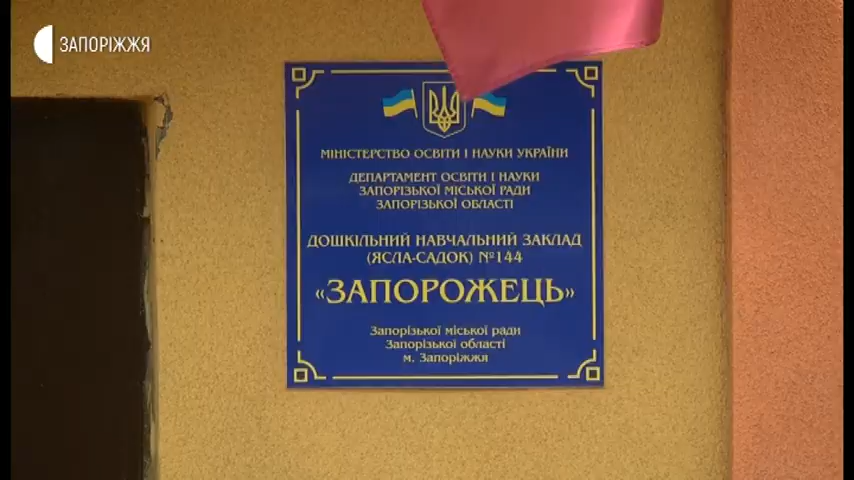 ЗАПОРІЖЖЯ
МІНІСТЕРСТВО ОСВІТИ І НАУКИ УКРАЇНИ
ДЕПАРТАМЕНТ ОСВІТИ І НАУКИ
ЗАПОРІЗЬКОЇ МІСЬКОЇ РАДИ
ЗАПОРІЗЬКОЇ ОБЛАСТІ
ДОШКІЛЬНИЙ НАВЧАЛЬНИЙ ЗАКЛАД
(ЯСЛА-САДОК) №144
«ЗАПОРОЖЕЦЬ»
Запорізької міської ради
Запорізької області
м. Запоріжжя